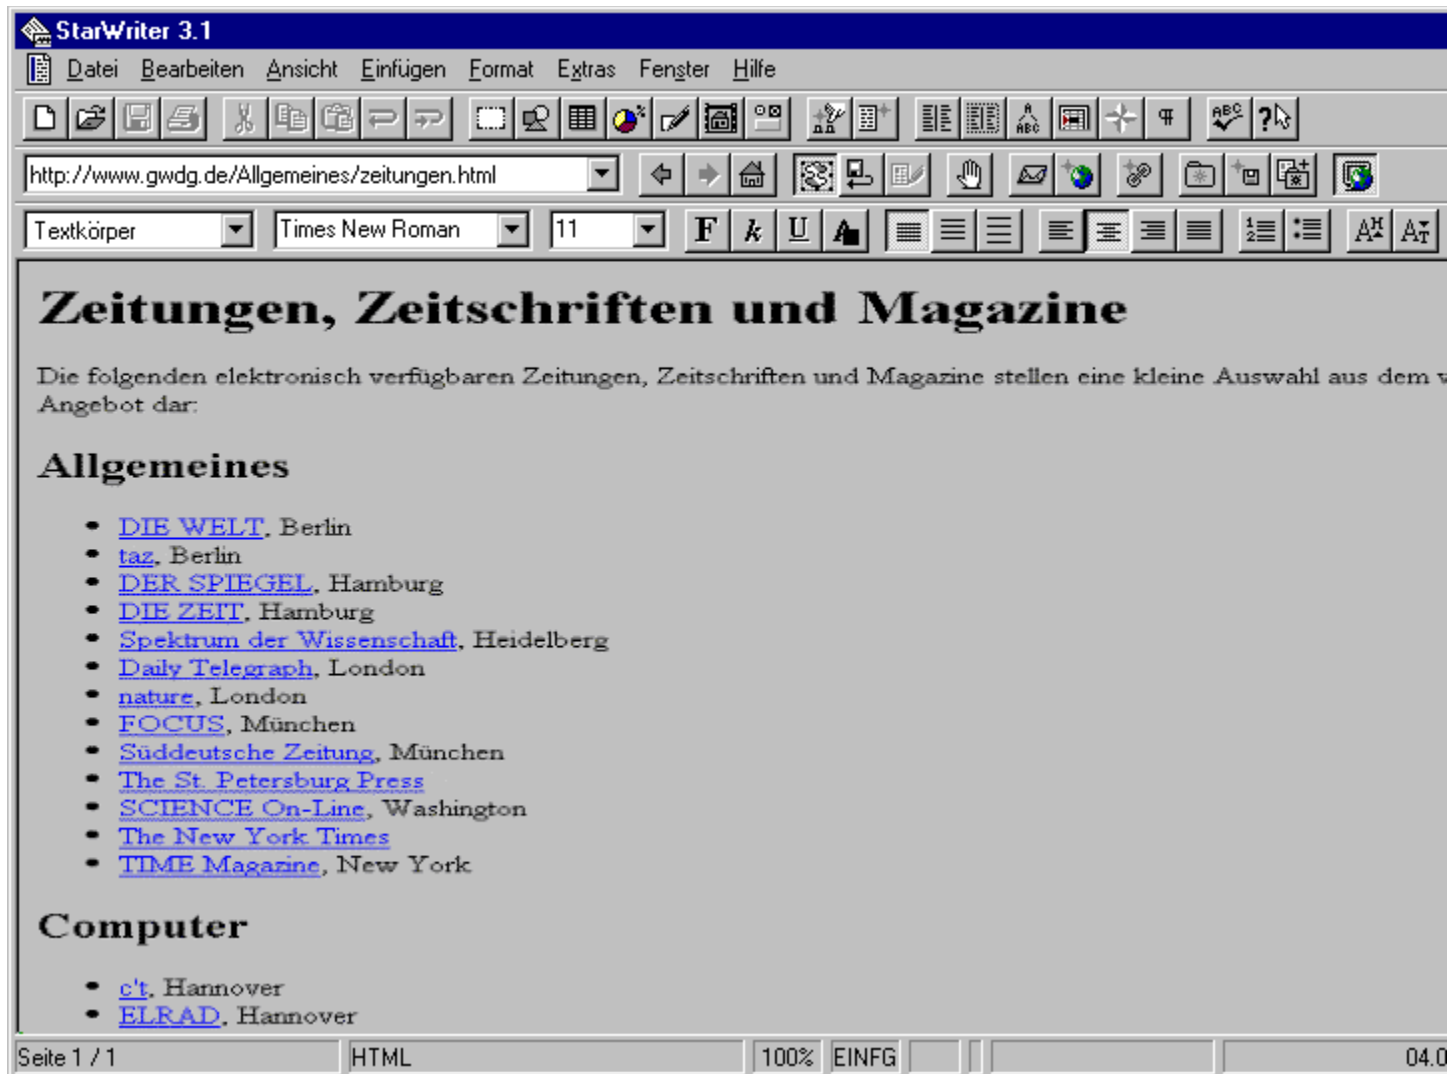 StarWriter 3.1
Datei Bearbeiten Ansicht Einfügen Format Extras Fenster Hilfe
http://www.gwdg.de/Allgemeines/zeitungen.html
Textkörper Times New Roman 11 F k U A
Zeitungen, Zeitschriften und Magazine
Die folgenden elektronisch verfügbaren Zeitungen, Zeitschriften und Magazine stellen eine kleine Auswahl aus dem
Angebot dar:
Allgemeines
• DIE WELT, Berlin
• taz, Berlin
• DER SPIEGEL, Hamburg
• DIE ZEIT, Hamburg
• Spektrum der Wissenschaft, Heidelberg
• Daily Telegraph, London
• nature, London
• FOCUS, München
• Süddeutsche Zeitung, München
• The St. Petersburg Press
• SCIENCE On-Line, Washington
• The New York Times
• TIME Magazine, New York
Computer
• c't, Hannover
• ELRAD, Hannover
Seite 1 / 1 HTML 100% EINFG 04.0